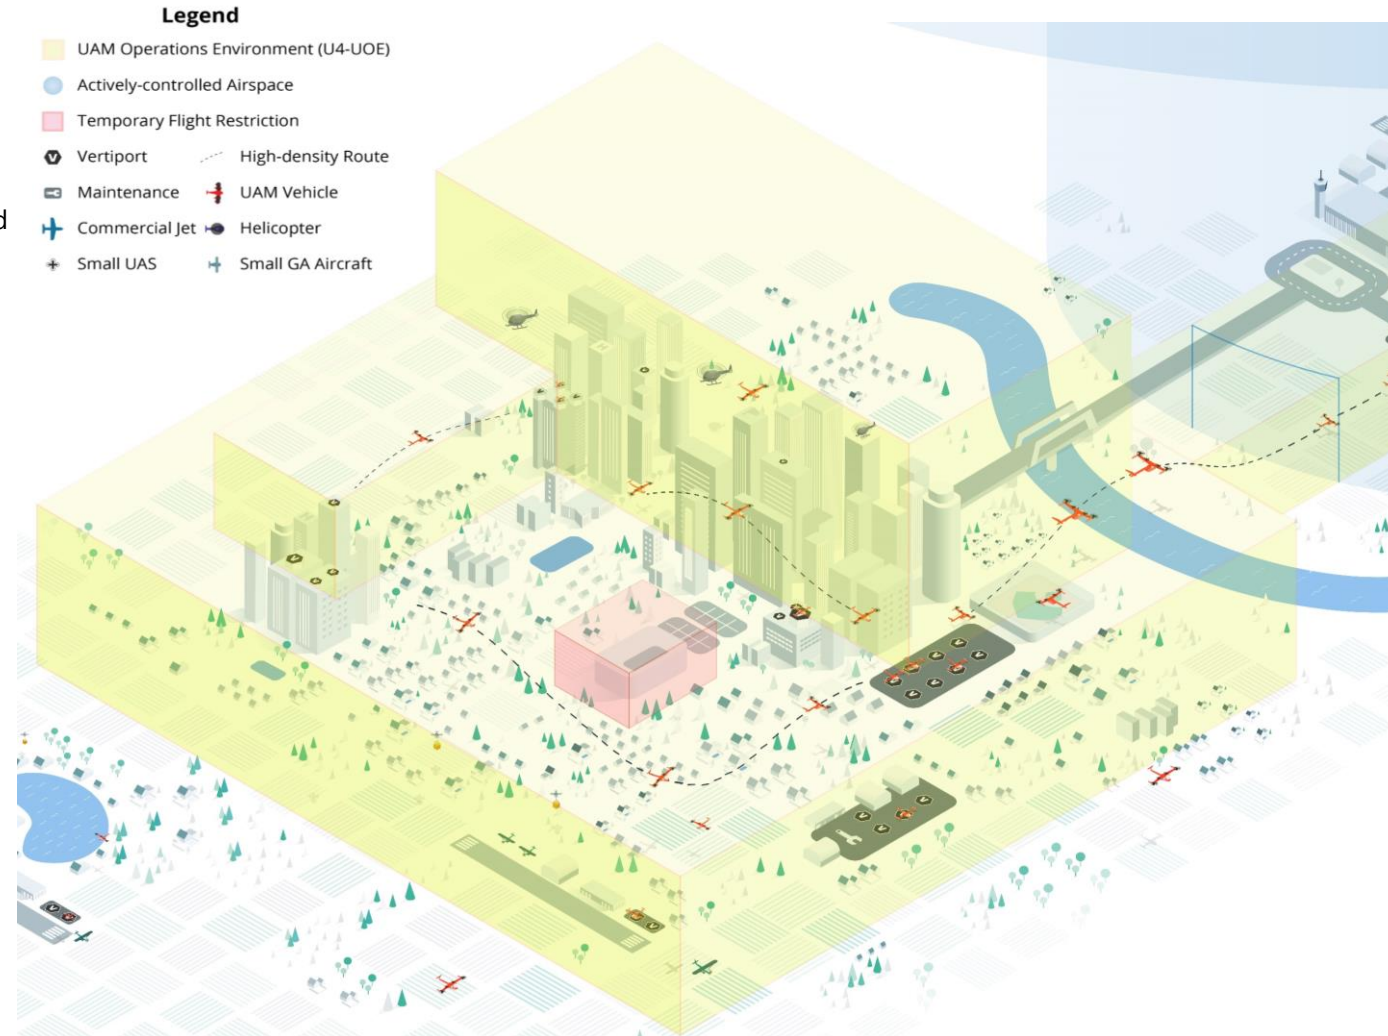 Legend
UAM Operations Environment (U4-UOE)
Actively-controlled Airspace
Temporary Flight Restriction
Vertiport High-density Route
Maintenance UAM Vehicle
d
Commercial Jet Helicopter
Small UAS Small GA Aircraft